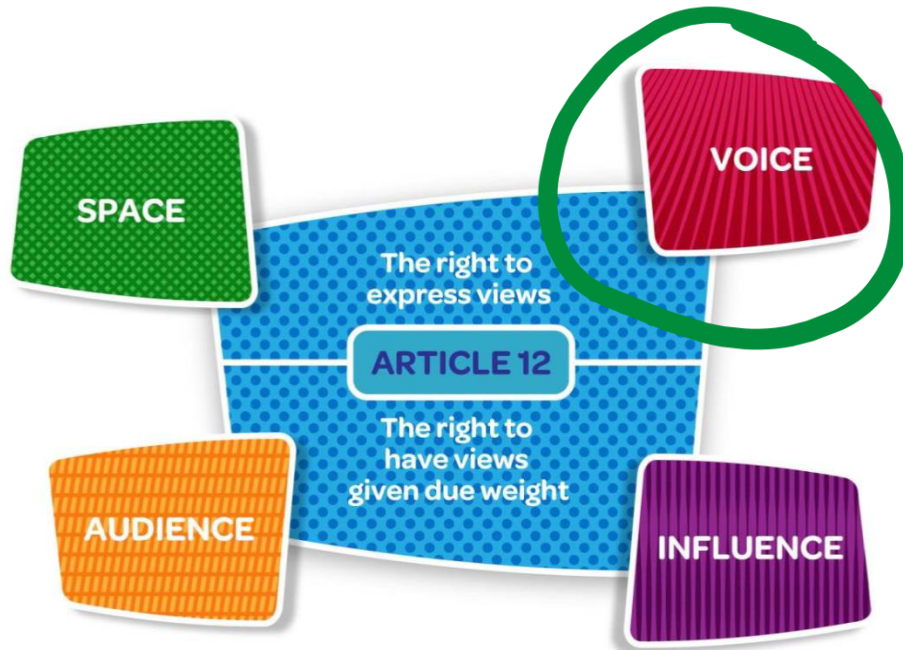 VOICE
SPACE
The right to
express views
ARTICLE 12
The right to
have views
given due weight
AUDIENCE
INFLUENCE